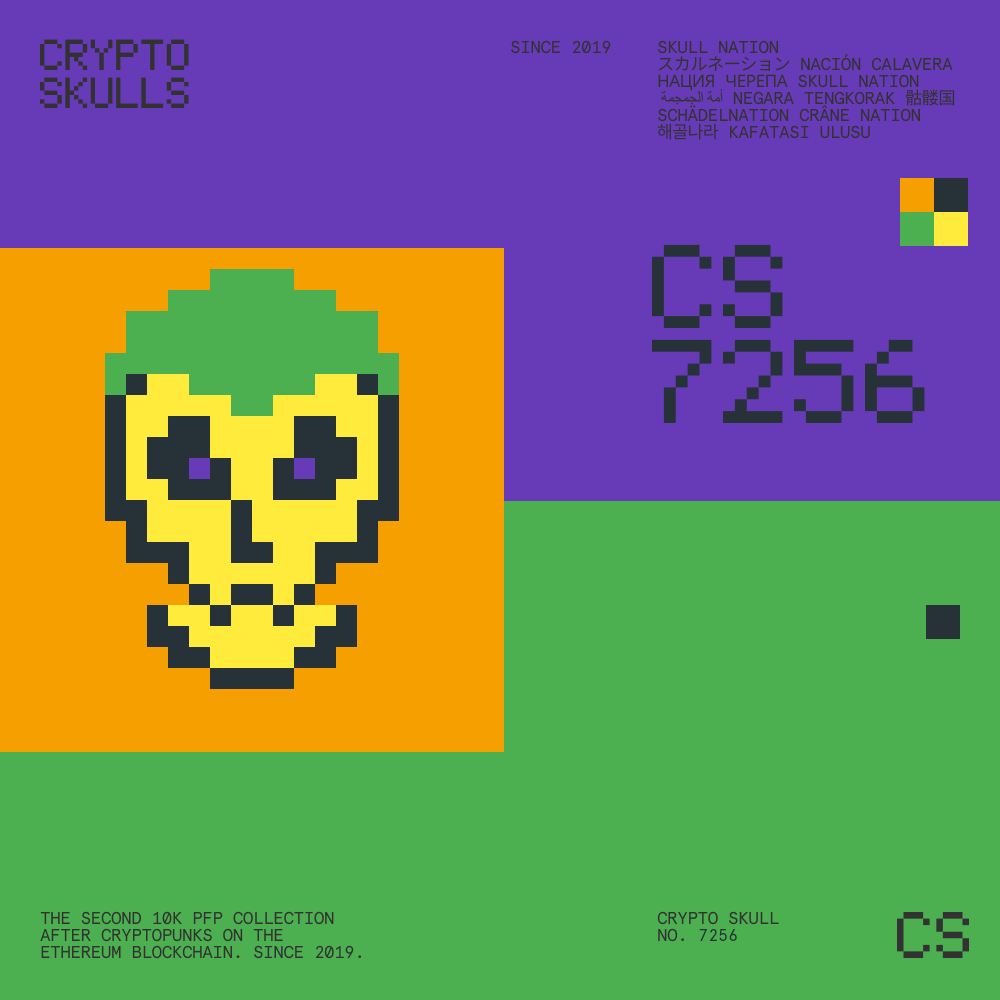 CRYPTO
SKULLS
SINCE 2019
SKULL NATION
スカルネーション NACIÓN CALAVERA
НАЦИЯ ЧЕРЕПА SKULL NATION
أمة الجمجمة NEGARA TENGKORAK 骷髅国
SCHÄDELNATION CRÂNE NATION
해골나라 KAFATASI ULUSU
CS
7256
THE SECOND 10K PFP COLLECTION
AFTER CRYPTOPUNKS ON THE
ETHEREUM BLOCKCHAIN. SINCE 2019.
CRYPTO SKULL
NO. 7256
CS